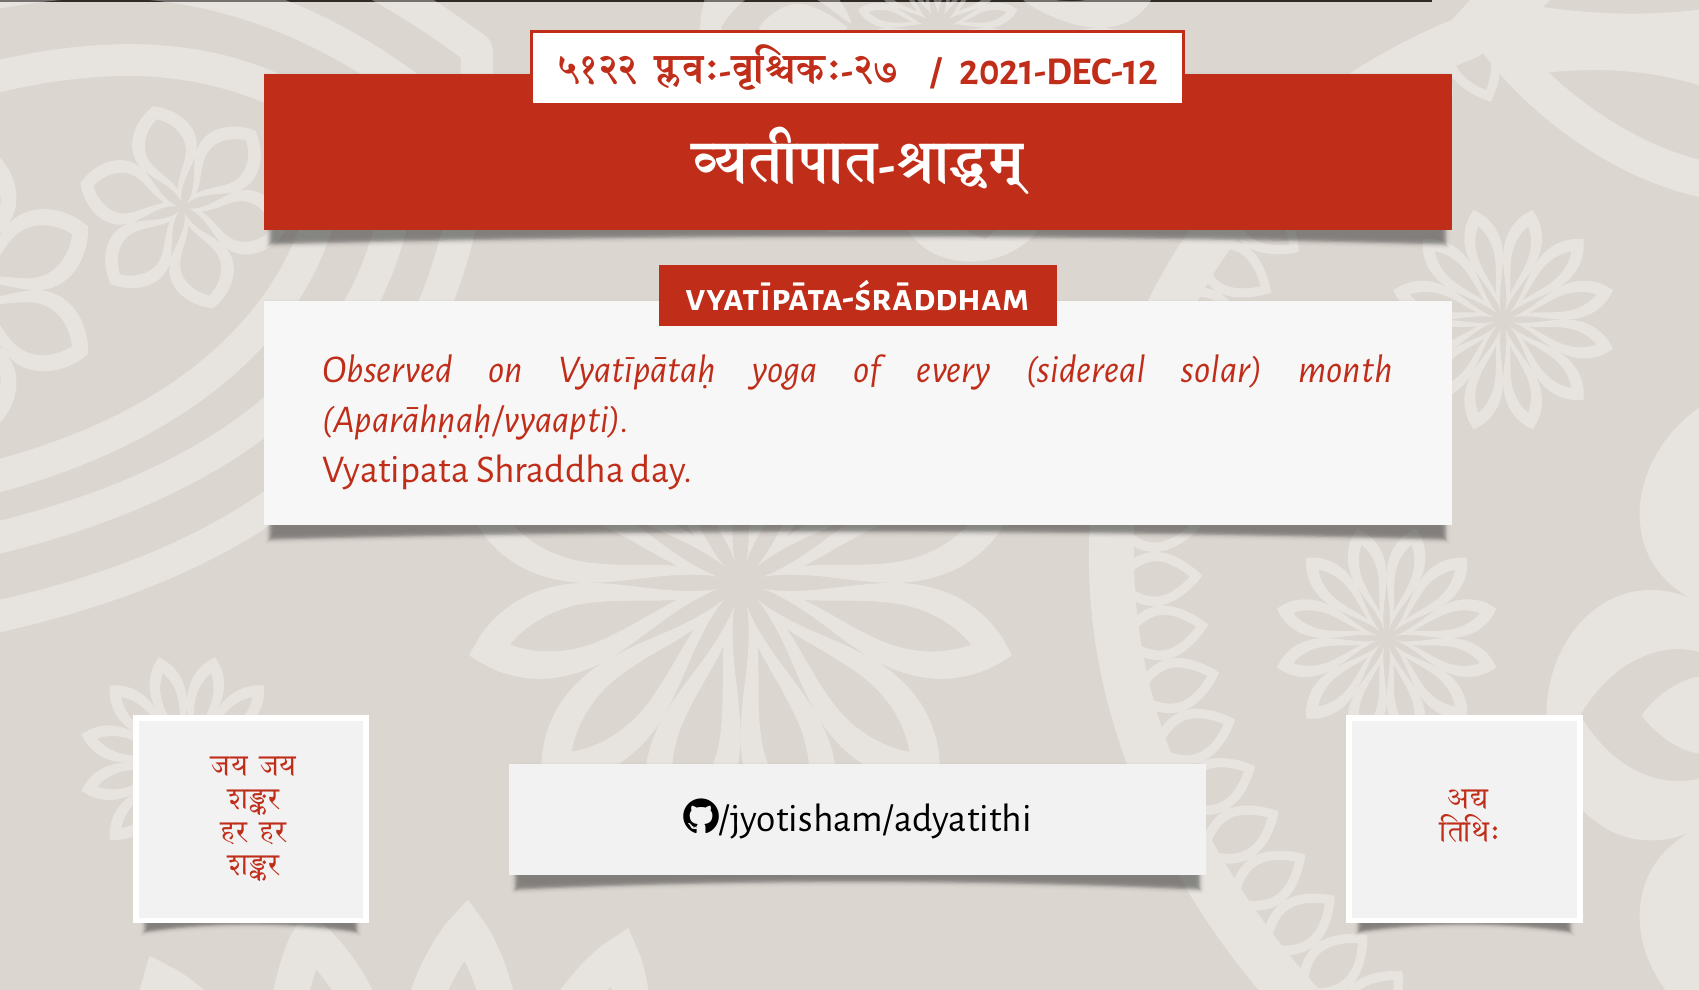 ५१२२ प्लवः-वृश्चिकः-२७ / 2021-DEC-12
व्यतीपात-श्राद्धम्
VYATĪPĀTA-ŚRĀDDHAM
Observed on Vyatīpātaḥ yoga of every (sidereal solar) month
(Aparāhṇaḥ/vyaapti).
Vyatipata Shraddha day.
जय जय
शङ्कर
हर हर
शङ्कर
/jyotisham/adyatithi
अद्य
तिथिः